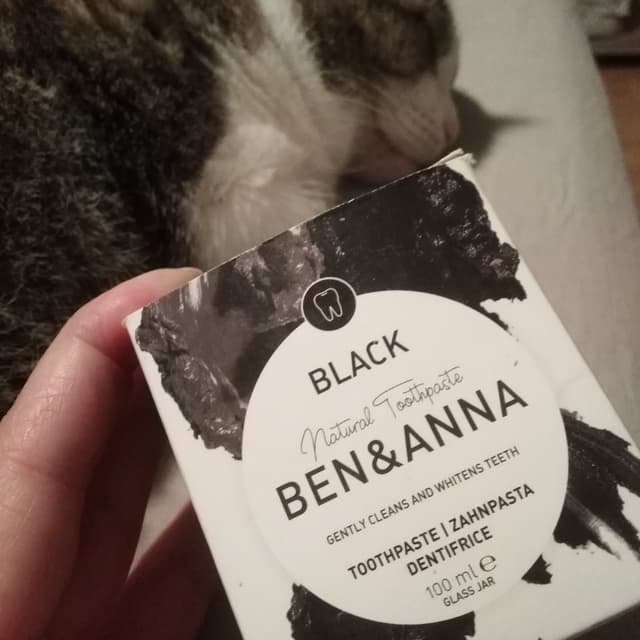 BLACK
Natural Toothpaste
BEN&ANNA
GENTLY CLEANS AND WHITENS TEETH
TOOTHPASTE | ZAHNPASTA
DENTIFRICE
100 ml ℮
GLASS JAR